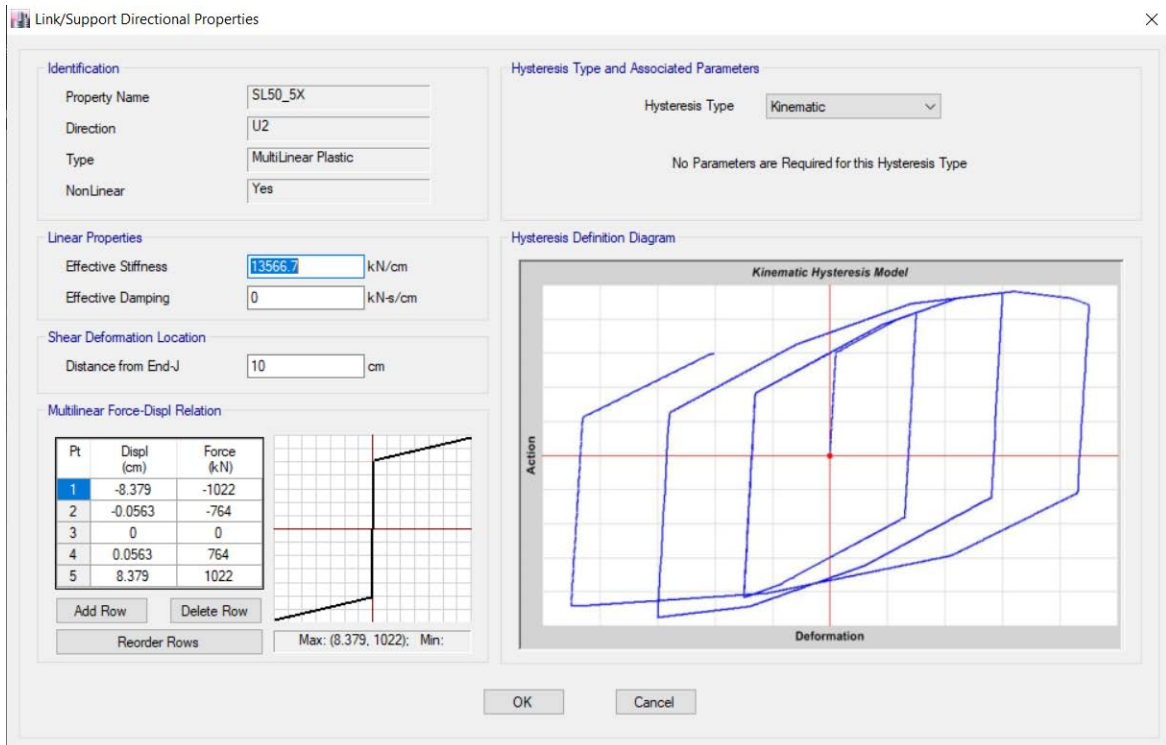 Link/Support Directional Properties
Identification
Property Name SL50_5X
Direction U2
Type MultiLinear Plastic
NonLinear Yes
Linear Properties
Effective Stiffness 13566.7 kN/cm
Effective Damping 0 kN-s/cm
Shear Deformation Location
Distance from End-J 10 cm
Multilinear Force-Displ Relation
Pt Displ (cm) Force (kN)
1 -8.379 -1022
2 -0.0563 -764
3 0 0
4 0.0563 764
5 8.379 1022
Add Row Delete Row
Reorder Rows
Max: (8.379, 1022); Min:
Hysteresis Type and Associated Parameters
Hysteresis Type Kinematic
No Parameters are Required for this Hysteresis Type
Hysteresis Definition Diagram
Kinematic Hysteresis Model
Action
Deformation
OK Cancel